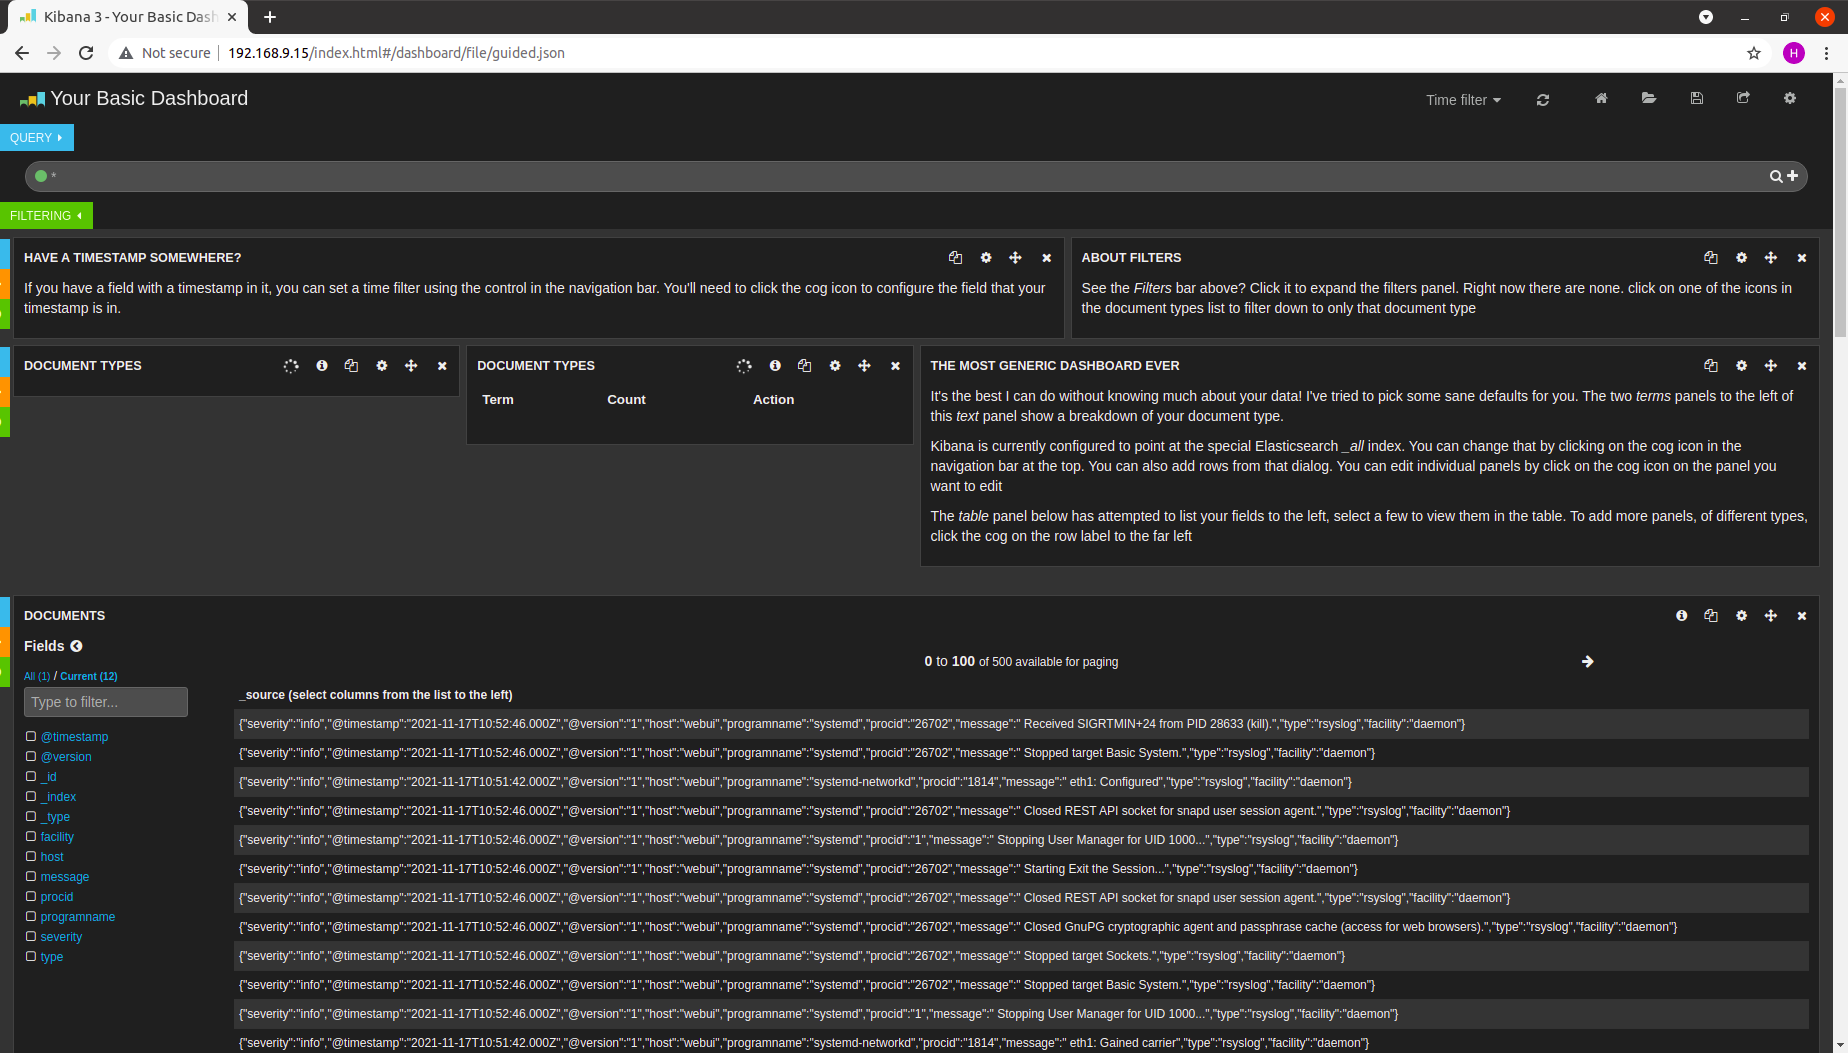 Kibana 3 - Your Basic Dash
Not secure
192.168.9.15/index.html#/dashboard/file/guided.json
H
Your Basic Dashboard
Time filter
QUERY
*
FILTERING
HAVE A TIMESTAMP SOMEWHERE?
If you have a field with a timestamp in it, you can set a time filter using the control in the navigation bar. You'll need to click the cog icon to configure the field that your
timestamp is in.
ABOUT FILTERS
See the Filters bar above? Click it to expand the filters panel. Right now there are none. click on one of the icons in
the document types list to filter down to only that document type
DOCUMENT TYPES
DOCUMENT TYPES
Term Count Action
THE MOST GENERIC DASHBOARD EVER
It's the best I can do without knowing much about your data! I've tried to pick some sane defaults for you. The two terms panels to the left of
this text panel show a breakdown of your document type.
Kibana is currently configured to point at the special Elasticsearch _all index. You can change that by clicking on the cog icon in the
navigation bar at the top. You can also add rows from that dialog. You can edit individual panels by click on the cog icon on the panel you
want to edit
The table panel below has attempted to list your fields to the left, select a few to view them in the table. To add more panels, of different types,
click the cog on the row label to the far left
DOCUMENTS
Fields
All (1) / Current (12)
Type to filter...
@timestamp
@version
_id
_index
_type
facility
host
message
procid
programname
severity
type
0 to 100 of 500 available for paging
_source (select columns from the list to the left)
{"severity":"info","@timestamp":"2021-11-17T10:52:46.000Z","@version":"1","host":"webui","programname":"systemd","procid":"26702","message":" Received SIGRTMIN+24 from PID 28633 (kill).","type":"rsyslog","facility":"daemon"}
{"severity":"info","@timestamp":"2021-11-17T10:52:46.000Z","@version":"1","host":"webui","programname":"systemd","procid":"26702","message":" Stopped target Basic System.","type":"rsyslog","facility":"daemon"}
{"severity":"info","@timestamp":"2021-11-17T10:51:42.000Z","@version":"1","host":"webui","programname":"systemd-networkd","procid":"1814","message":" eth1: Configured","type":"rsyslog","facility":"daemon"}
{"severity":"info","@timestamp":"2021-11-17T10:52:46.000Z","@version":"1","host":"webui","programname":"systemd","procid":"26702","message":" Closed REST API socket for snapd user session agent.","type":"rsyslog","facility":"daemon"}
{"severity":"info","@timestamp":"2021-11-17T10:52:46.000Z","@version":"1","host":"webui","programname":"systemd","procid":"1","message":" Stopping User Manager for UID 1000...","type":"rsyslog","facility":"daemon"}
{"severity":"info","@timestamp":"2021-11-17T10:52:46.000Z","@version":"1","host":"webui","programname":"systemd","procid":"26702","message":" Starting Exit the Session...","type":"rsyslog","facility":"daemon"}
{"severity":"info","@timestamp":"2021-11-17T10:52:46.000Z","@version":"1","host":"webui","programname":"systemd","procid":"26702","message":" Closed REST API socket for snapd user session agent.","type":"rsyslog","facility":"daemon"}
{"severity":"info","@timestamp":"2021-11-17T10:52:46.000Z","@version":"1","host":"webui","programname":"systemd","procid":"26702","message":" Closed GnuPG cryptographic agent and passphrase cache (access for web browsers).","type":"rsyslog","facility":"daemon"}
{"severity":"info","@timestamp":"2021-11-17T10:52:46.000Z","@version":"1","host":"webui","programname":"systemd","procid":"26702","message":" Stopped target Sockets.","type":"rsyslog","facility":"daemon"}
{"severity":"info","@timestamp":"2021-11-17T10:52:46.000Z","@version":"1","host":"webui","programname":"systemd","procid":"26702","message":" Stopped target Basic System.","type":"rsyslog","facility":"daemon"}
{"severity":"info","@timestamp":"2021-11-17T10:52:46.000Z","@version":"1","host":"webui","programname":"systemd","procid":"1","message":" Stopping User Manager for UID 1000...","type":"rsyslog","facility":"daemon"}
{"severity":"info","@timestamp":"2021-11-17T10:51:42.000Z","@version":"1","host":"webui","programname":"systemd-networkd","procid":"1814","message":" eth1: Gained carrier","type":"rsyslog","facility":"daemon"}